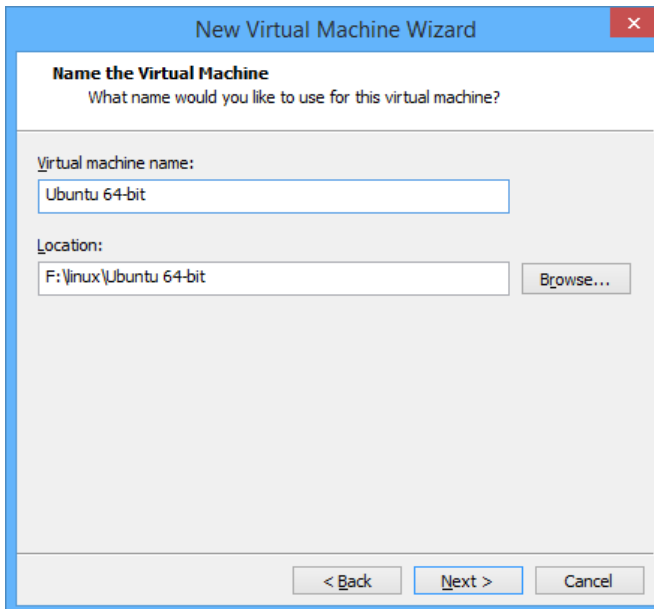 New Virtual Machine Wizard
Name the Virtual Machine
What name would you like to use for this virtual machine?
Virtual machine name:
Ubuntu 64-bit
Location:
F:\linux\Ubuntu 64-bit
Browse...
< Back
Next >
Cancel